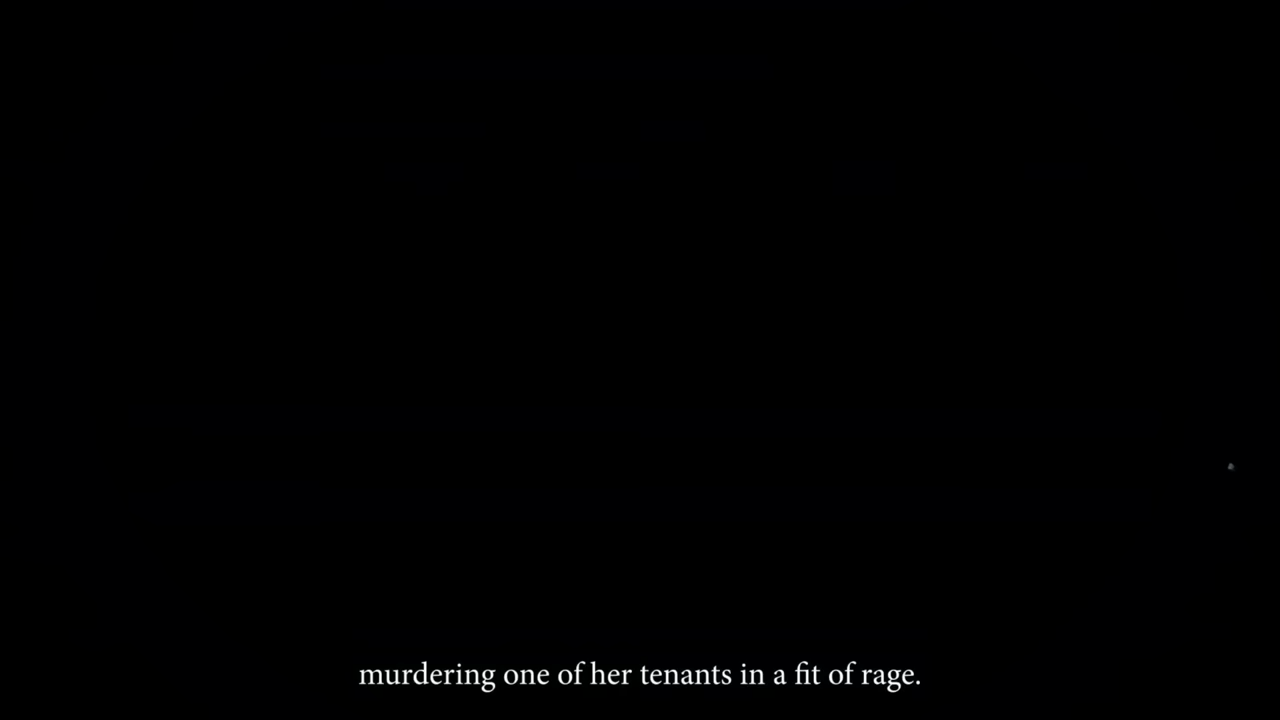 murdering one of her tenants in a fit of rage.